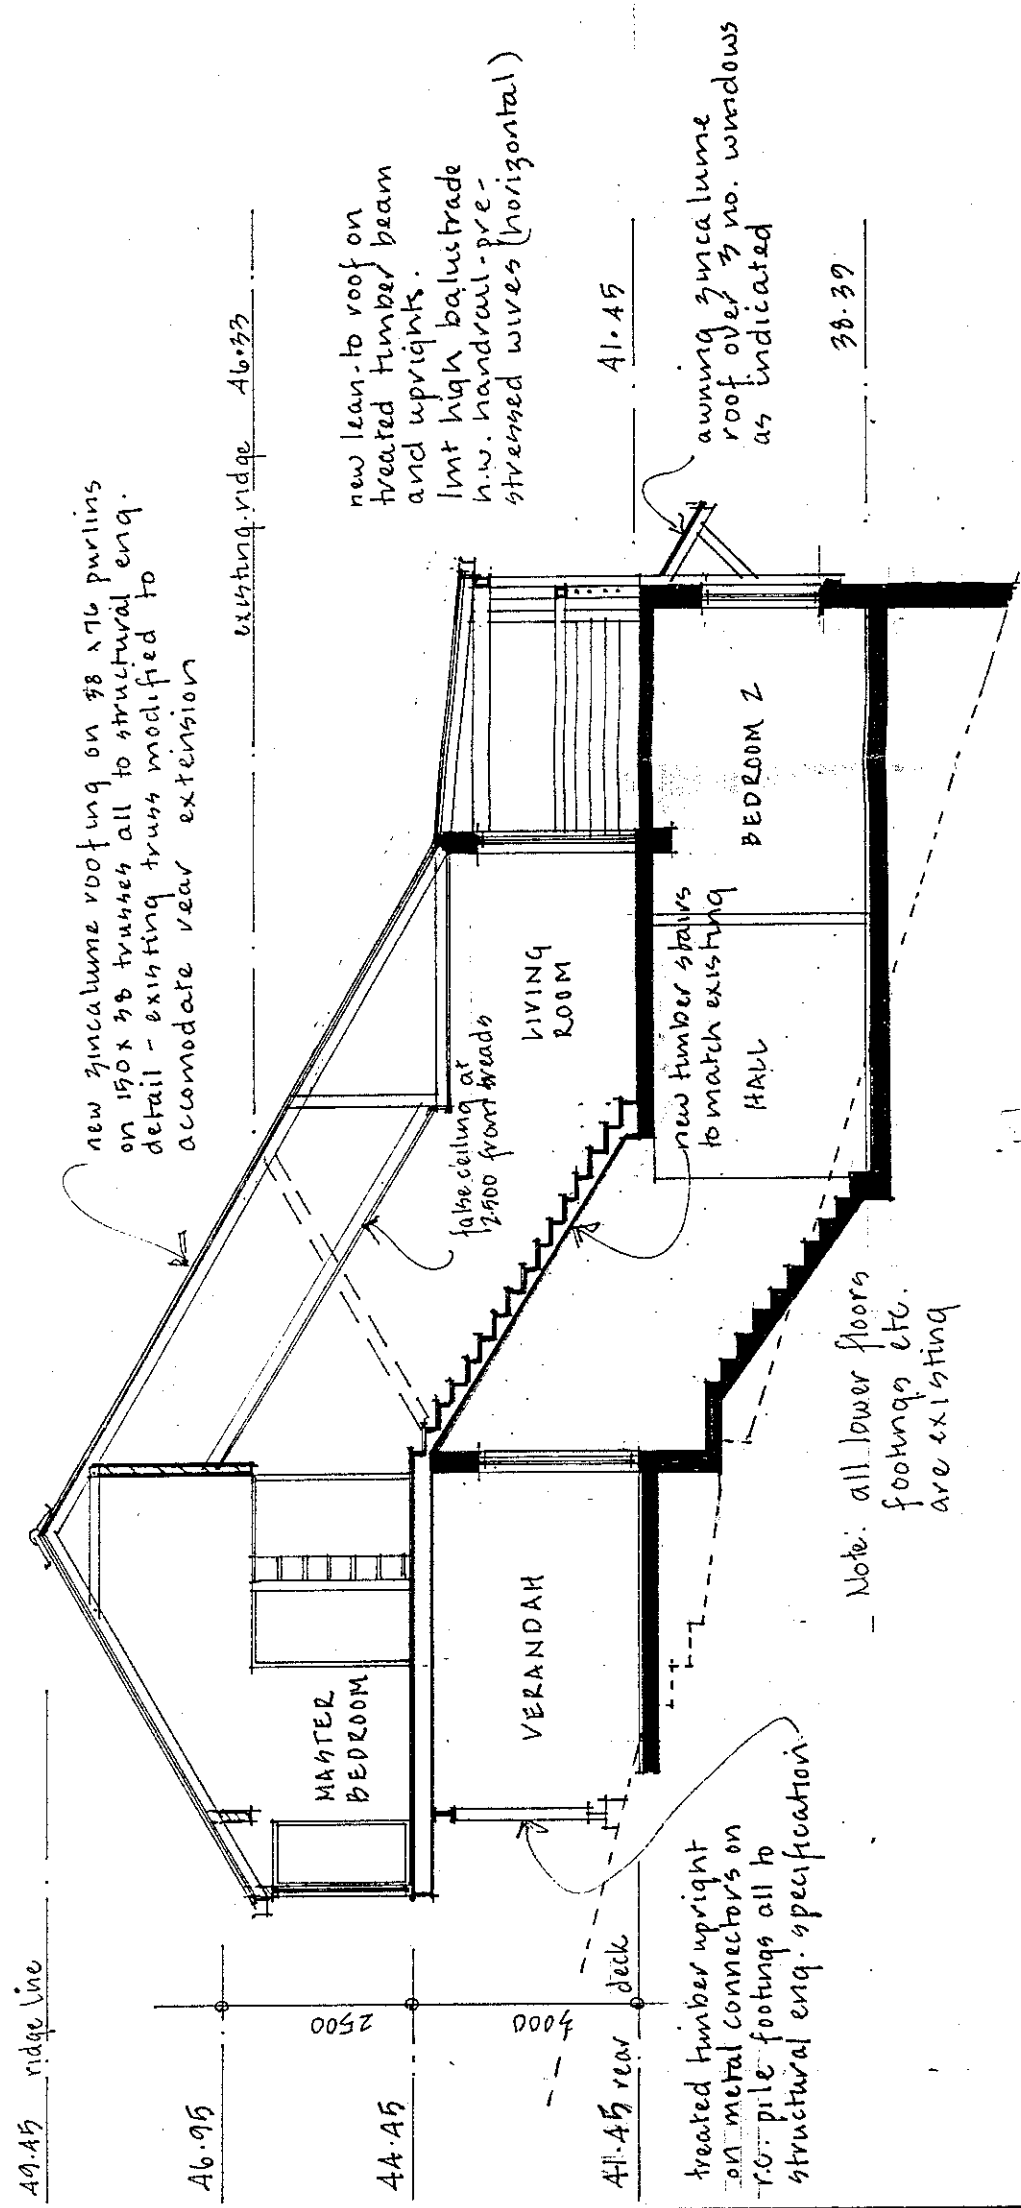 49.45 ridge line
46.95
44.45
41.45 rear deck
2500
3000
new zincalume roofing on 38 x 76 purlins
on 150 x 38 trusses all to structural eng.
detail - existing truss modified to
accomodate rear extension
existing ridge 46.33
new lean-to roof on
treated timber beam
and uprights.
1mt high balustrade
h.w. handrail - pre-
stressed wires (horizontal)
41.45
awning zincalume
roof over 3 no. windows
as indicated
38.39
MASTER
BEDROOM
VERANDAH
false ceiling at
2500 from treads
LIVING
ROOM
new timber stairs
to match existing
HALL
BEDROOM 2
treated timber upright
on metal connectors on
r.c. pile footings all to
structural eng. specification
- Note: all lower floors
footings etc.
are existing